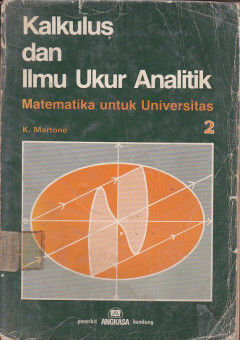 Kalkulus
dan
Ilmu Ukur Analitik
Matematika untuk Universitas
K. Martono
2
penerbit ANGKASA bandung